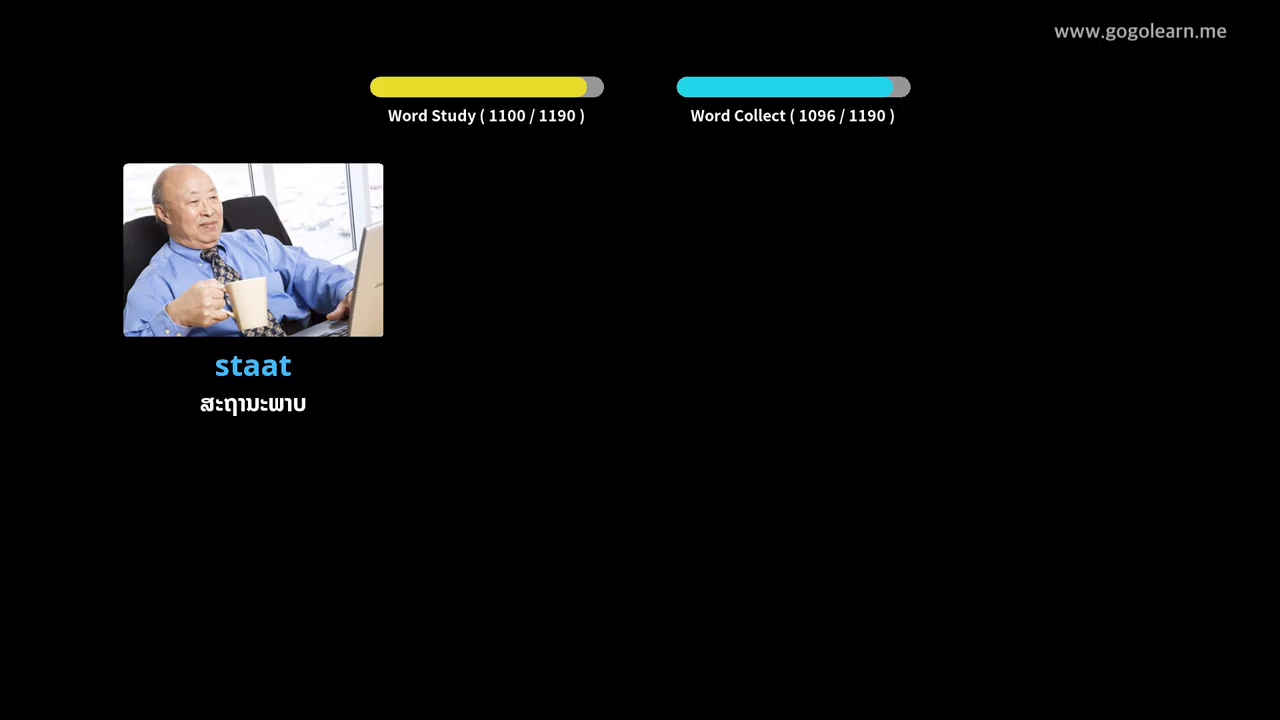 www.gogolearn.me
Word Study ( 1100 / 1190 )
Word Collect ( 1096 / 1190 )
staat
ສະຖານະພາບ